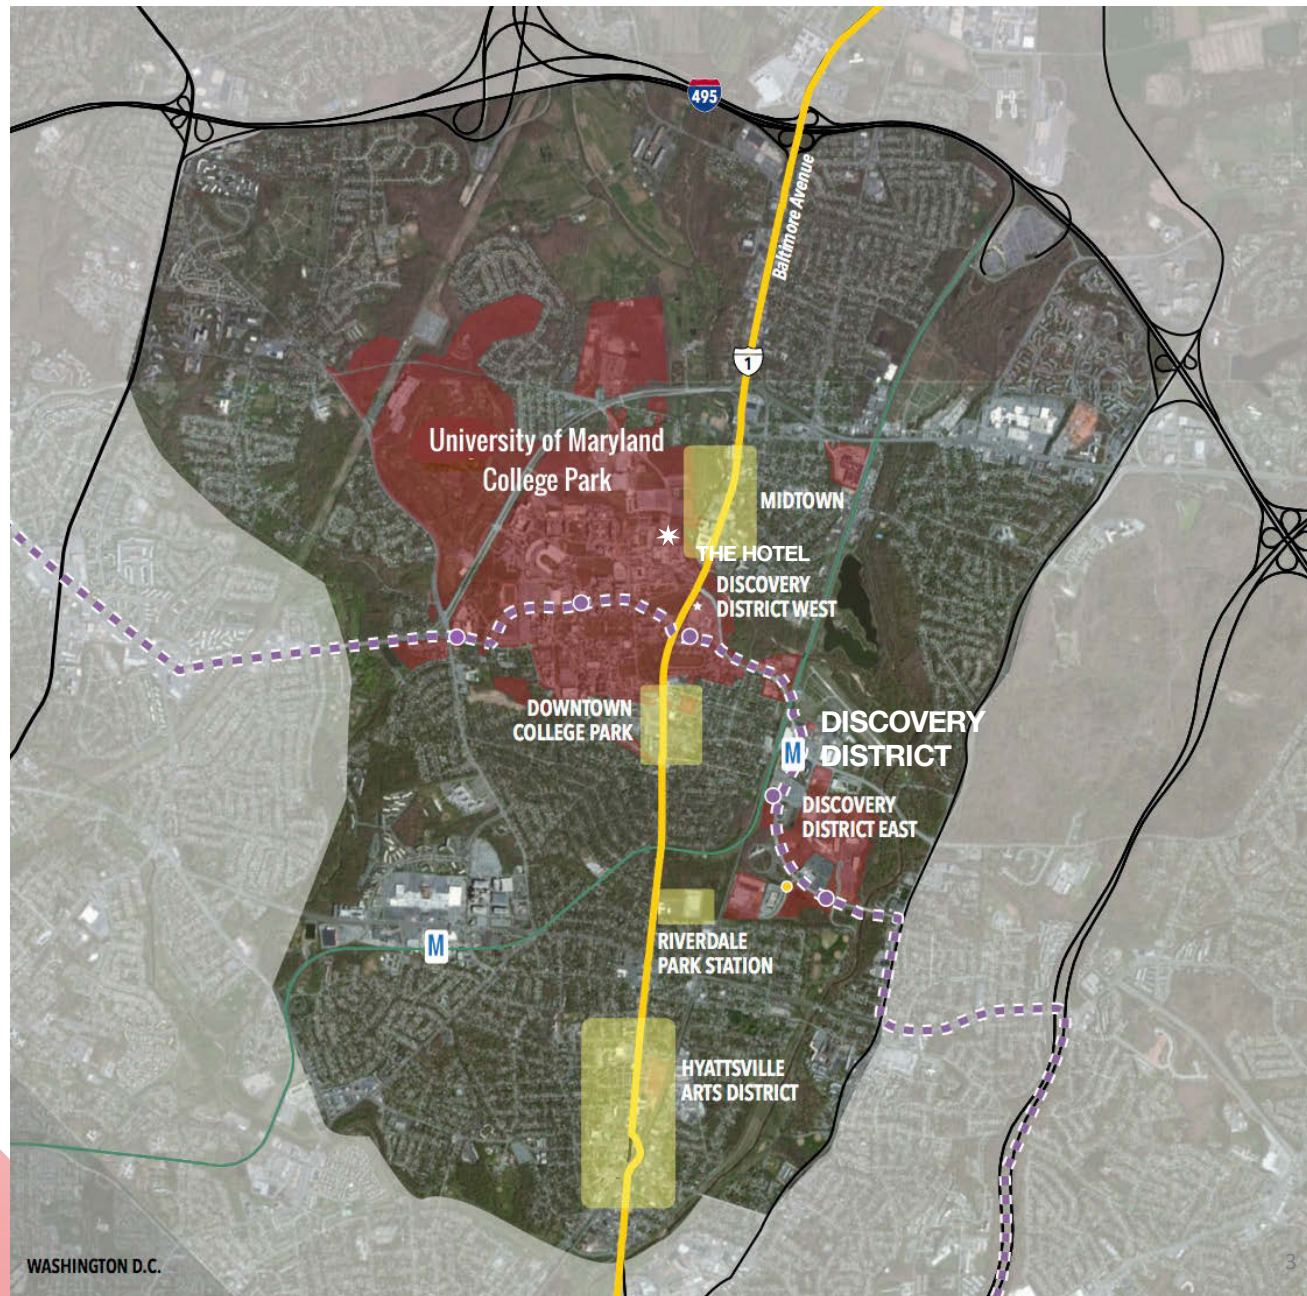 495
Baltimore Avenue
1
University of Maryland
College Park
MIDTOWN
THE HOTEL
DISCOVERY
DISTRICT WEST
DOWNTOWN
COLLEGE PARK
DISCOVERY
DISTRICT
M
DISCOVERY
DISTRICT EAST
RIVERDALE
PARK STATION
M
HYATTSVILLE
ARTS DISTRICT
WASHINGTON D.C.
3